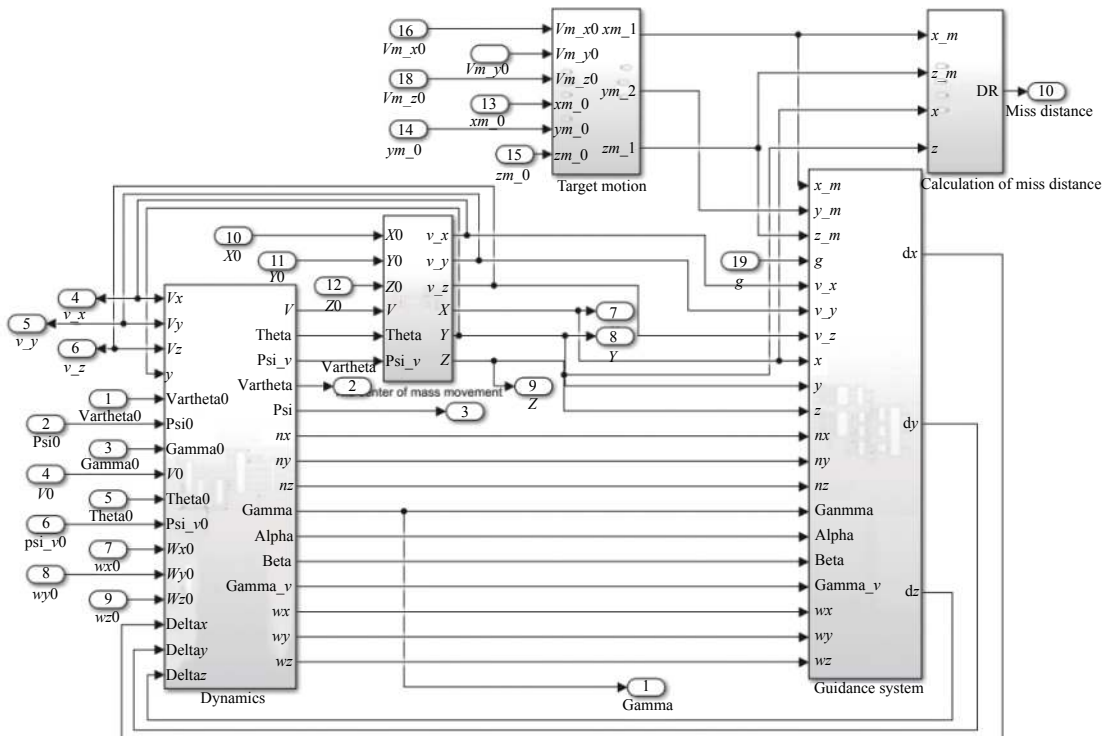 16
Vm_x0
Vm_y0
18
Vm_z0
13
xm_0
14
ym_0
15
zm_0
Vm_x0
Vm_y0
Vm_z0
xm_0
ym_0
zm_0
xm_1
ym_2
zm_1
Target motion
x_m
z_m
x
z
DR
10
Miss distance
Calculation of miss distance
10
X0
11
Y0
12
Z0
X0
Y0
Z0
V
Theta
Psi_v
v_x
v_y
v_z
X
Y
Z
center of mass movement
7
8
Y
9
Z
19
g
4
v_x
5
v_y
6
v_z
1
Vartheta0
2
Psi0
3
Gamma0
4
V0
5
Theta0
6
psi_v0
7
wx0
8
wy0
9
wz0
Vx
Vy
Vz
y
Vartheta0
Psi0
Gamma0
V0
Theta0
Psi_v0
Wx0
Wy0
Wz0
Deltax
Deltay
Deltaz
V
Theta
Psi_v
Vartheta
Psi
nx
ny
nz
Gamma
Alpha
Beta
Gamma_v
wx
wy
wz
Dynamics
Vartheta
2
3
1
Gamma
x_m
y_m
z_m
g
v_x
v_y
v_z
x
y
z
nx
ny
nz
Ganmma
Alpha
Beta
Gamma_v
wx
wy
wz
dx
dy
dz
Guidance system